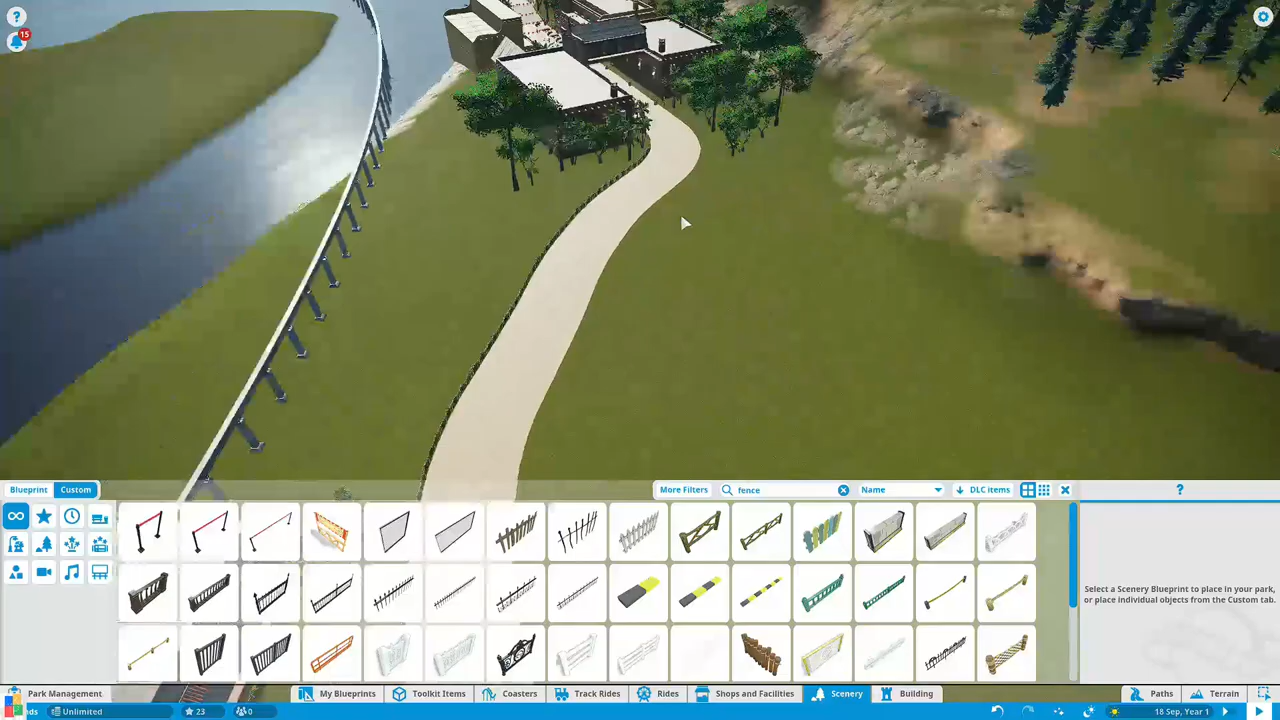 ?
15
Blueprint
Custom
More Filters
fence
Name
DLC items
?
Select a Scenery Blueprint to place in your park,
or place individual objects from the Custom tab.
Park Management
My Blueprints
Toolkit Items
Coasters
Track Rides
Rides
Shops and Facilities
Scenery
Building
Paths
Terrain
Unlimited
23
0
18 Sep, Year 1